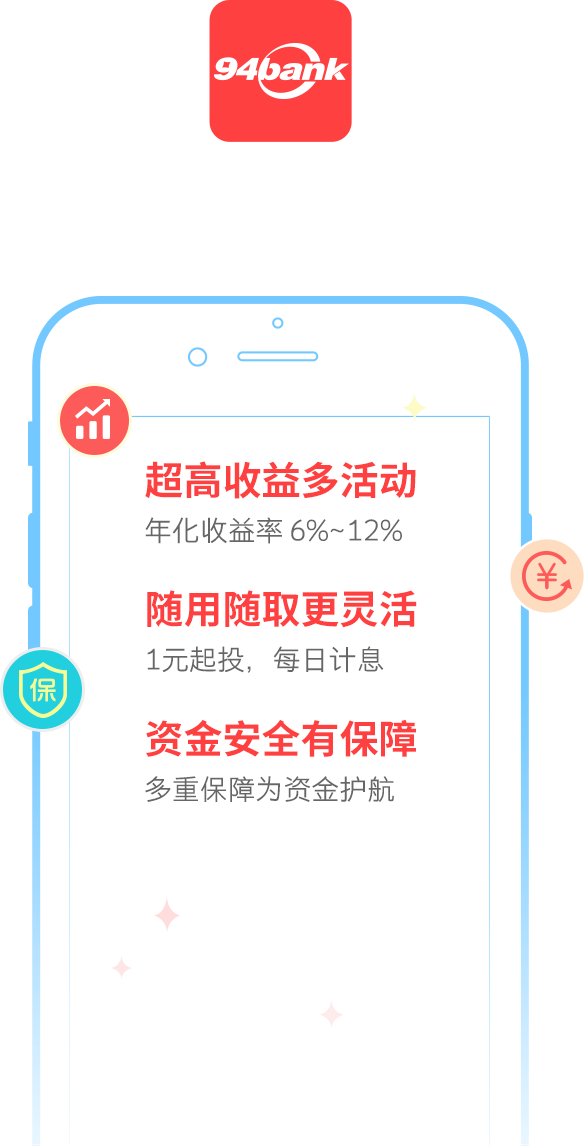 94bank
超高收益多活动
年化收益率 6%~12%
¥
随用随取更灵活
1元起投，每日计息
保
资金安全有保障
多重保障为资金护航